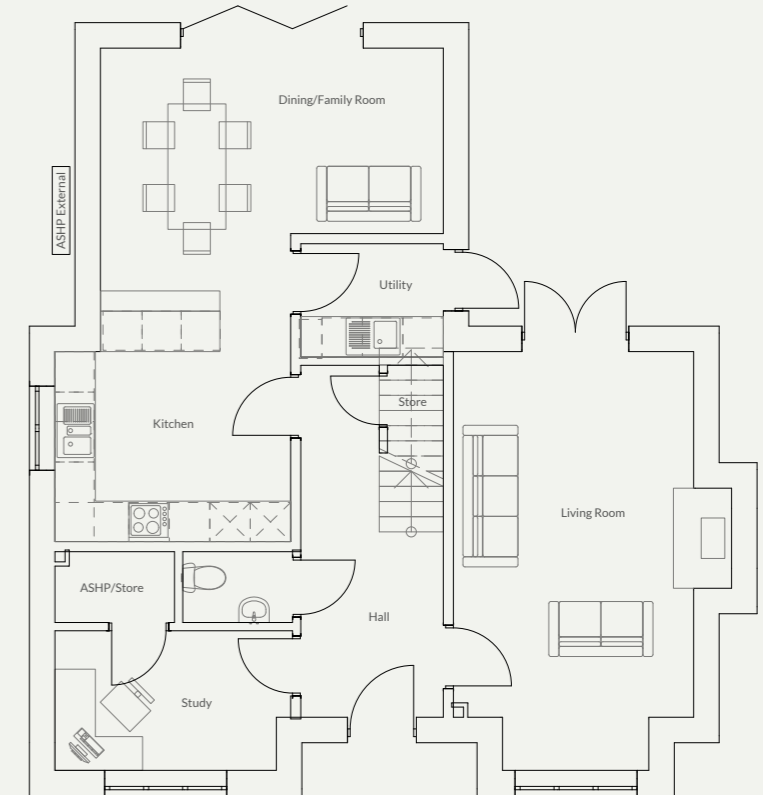 Dining/Family Room
ASHP External
Utility
Store
Kitchen
Living Room
ASHP/Store
Hall
Study